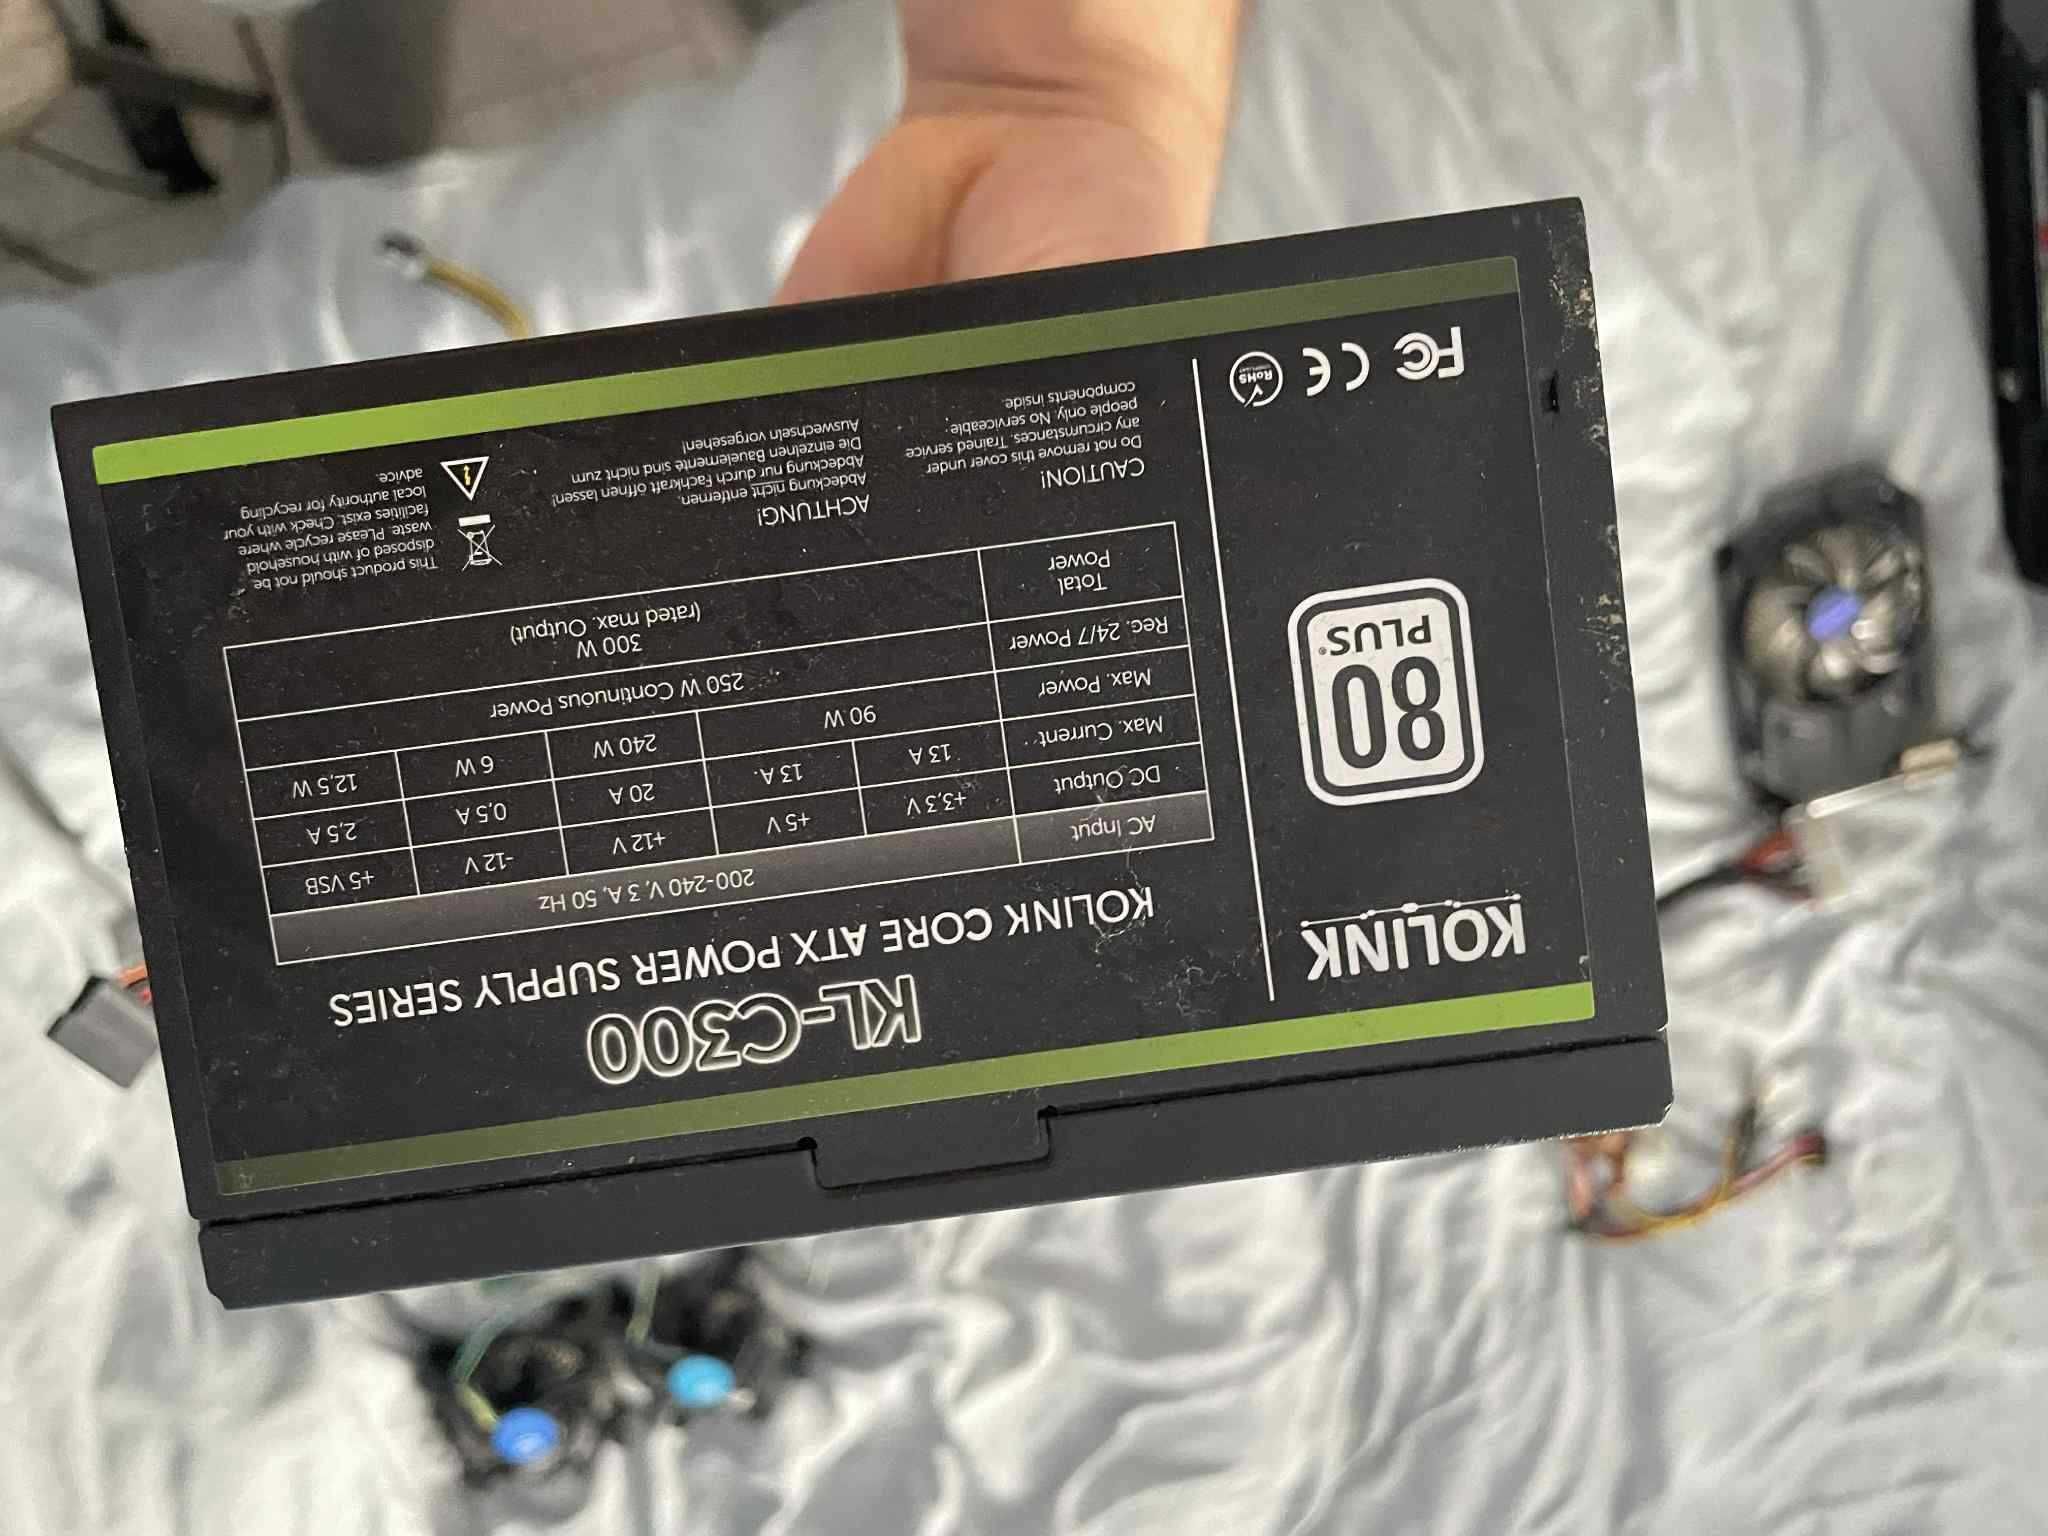 KOLINK
80
PLUS®
FC CE RoHS
COMPLIANT
KL-C300
KOLINK CORE ATX POWER SUPPLY SERIES
AC Input 200-240 V, 3 A, 50 Hz
DC Output +3,3 V +5 V +12 V -12 V +5 VSB
Max. Current 13 A 13 A 20 A 0,5 A 2,5 A
Max. Power 90 W 240 W 6 W 12,5 W
Rec. 24/7 Power 250 W Continuous Power
Total
Power
300 W
(rated max. Output)
CAUTION!
Do not remove this cover under
any circumstances. Trained service
people only. No serviceable
components inside.
ACHTUNG!
Abdeckung nicht entfernen.
Abdeckung nur durch Fachkraft öffnen lassen!
Die einzelnen Bauelemente sind nicht zum
Auswechseln vorgesehen!
This product should not be
disposed of with household
waste. PLease recycle where
facilities exist. Check with your
local authority for recycling
advice.